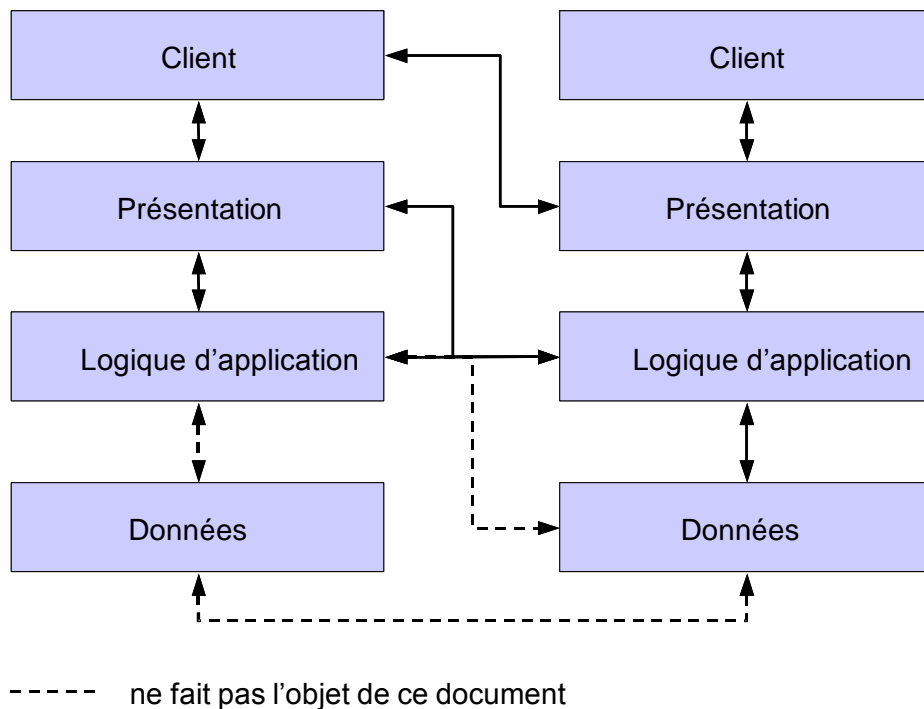 Client
Client
Présentation
Présentation
Logique d’application
Logique d’application
Données
Données
ne fait pas l’objet de ce document